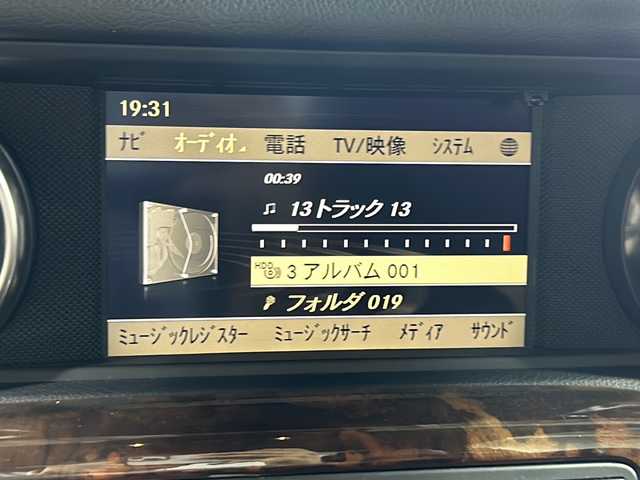 19:31
ナビ オーディオ 電話 TV/映像 システム
00:39
13トラック 13
HDD 3 アルバム 001
フォルダ 019
ミュージックレジスター ミュージックサーチ メディア サウンド